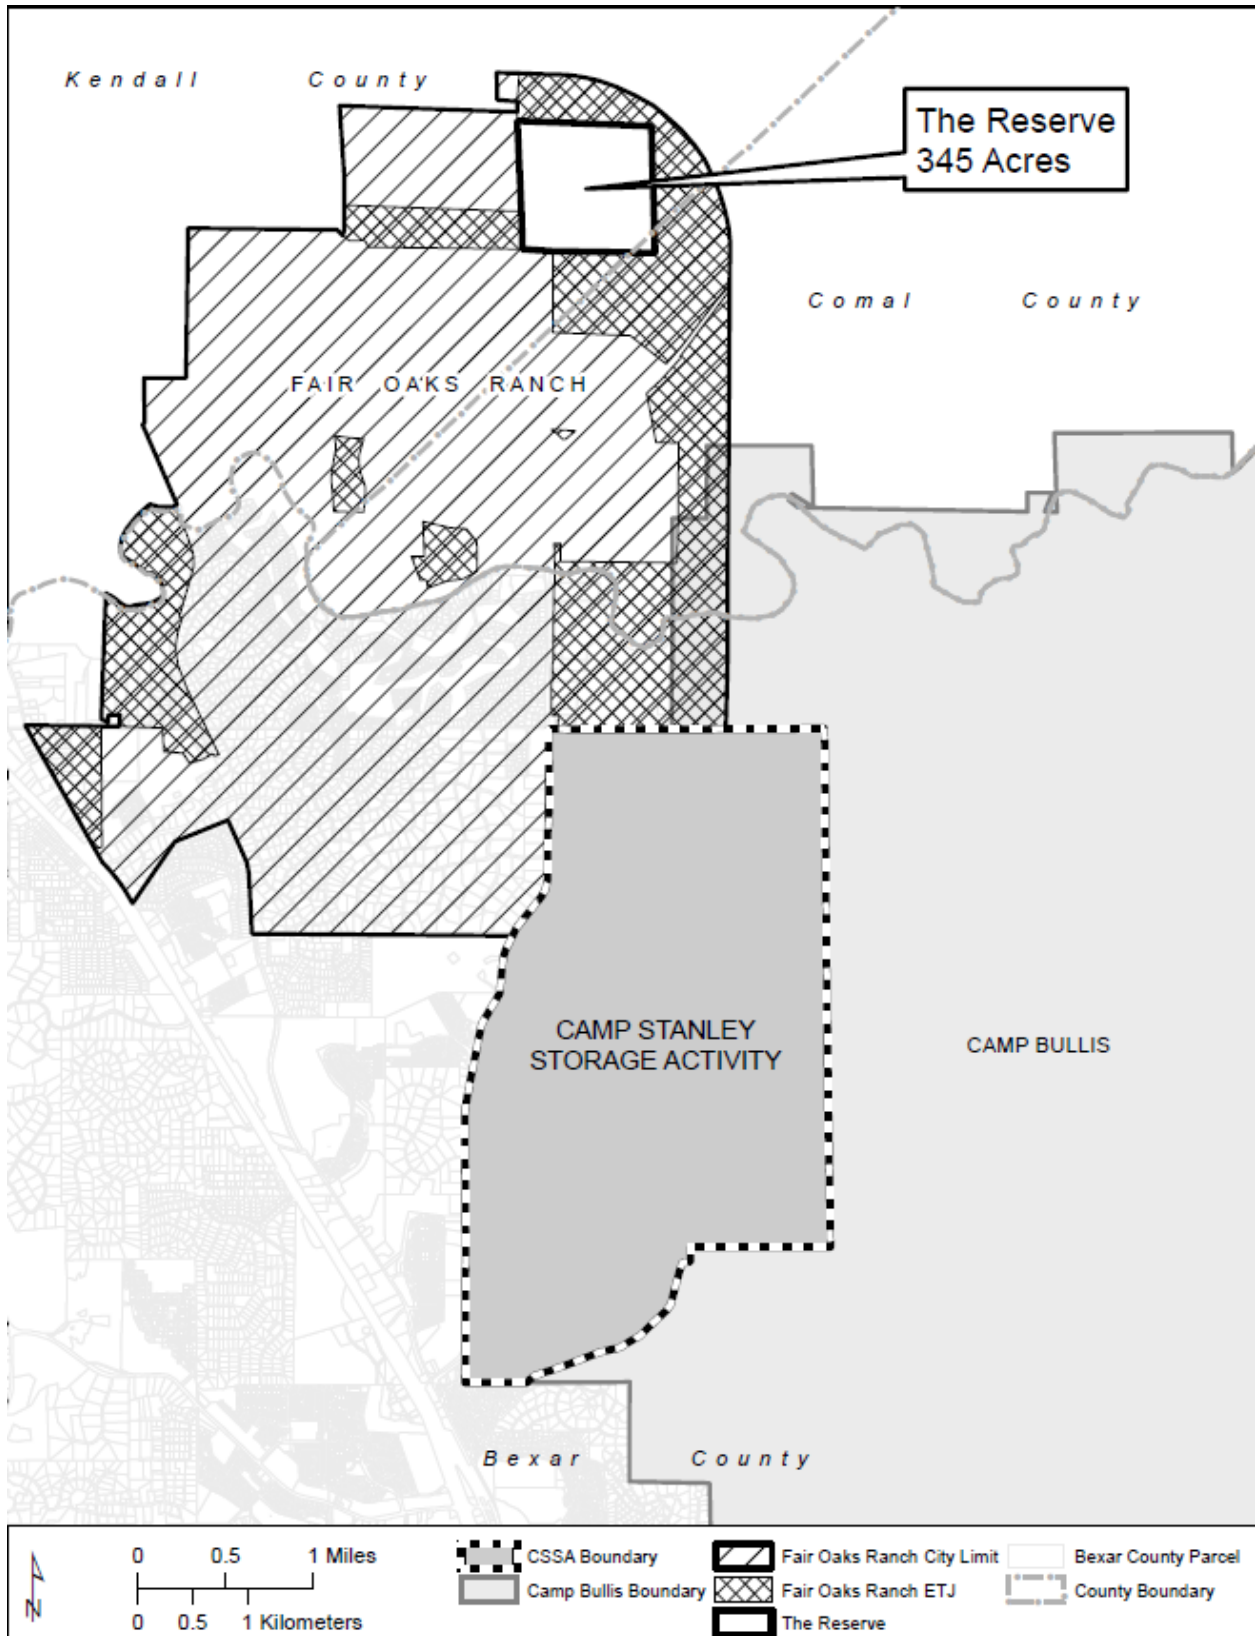 Kendall County
The Reserve
345 Acres
Comal County
FAIR OAKS RANCH
CAMP STANLEY
STORAGE ACTIVITY
CAMP BULLIS
Bexar County
N
0 0.5 1 Miles
0 0.5 1 Kilometers
CSSA Boundary
Camp Bullis Boundary
Fair Oaks Ranch City Limit
Fair Oaks Ranch ETJ
The Reserve
Bexar County Parcel
County Boundary